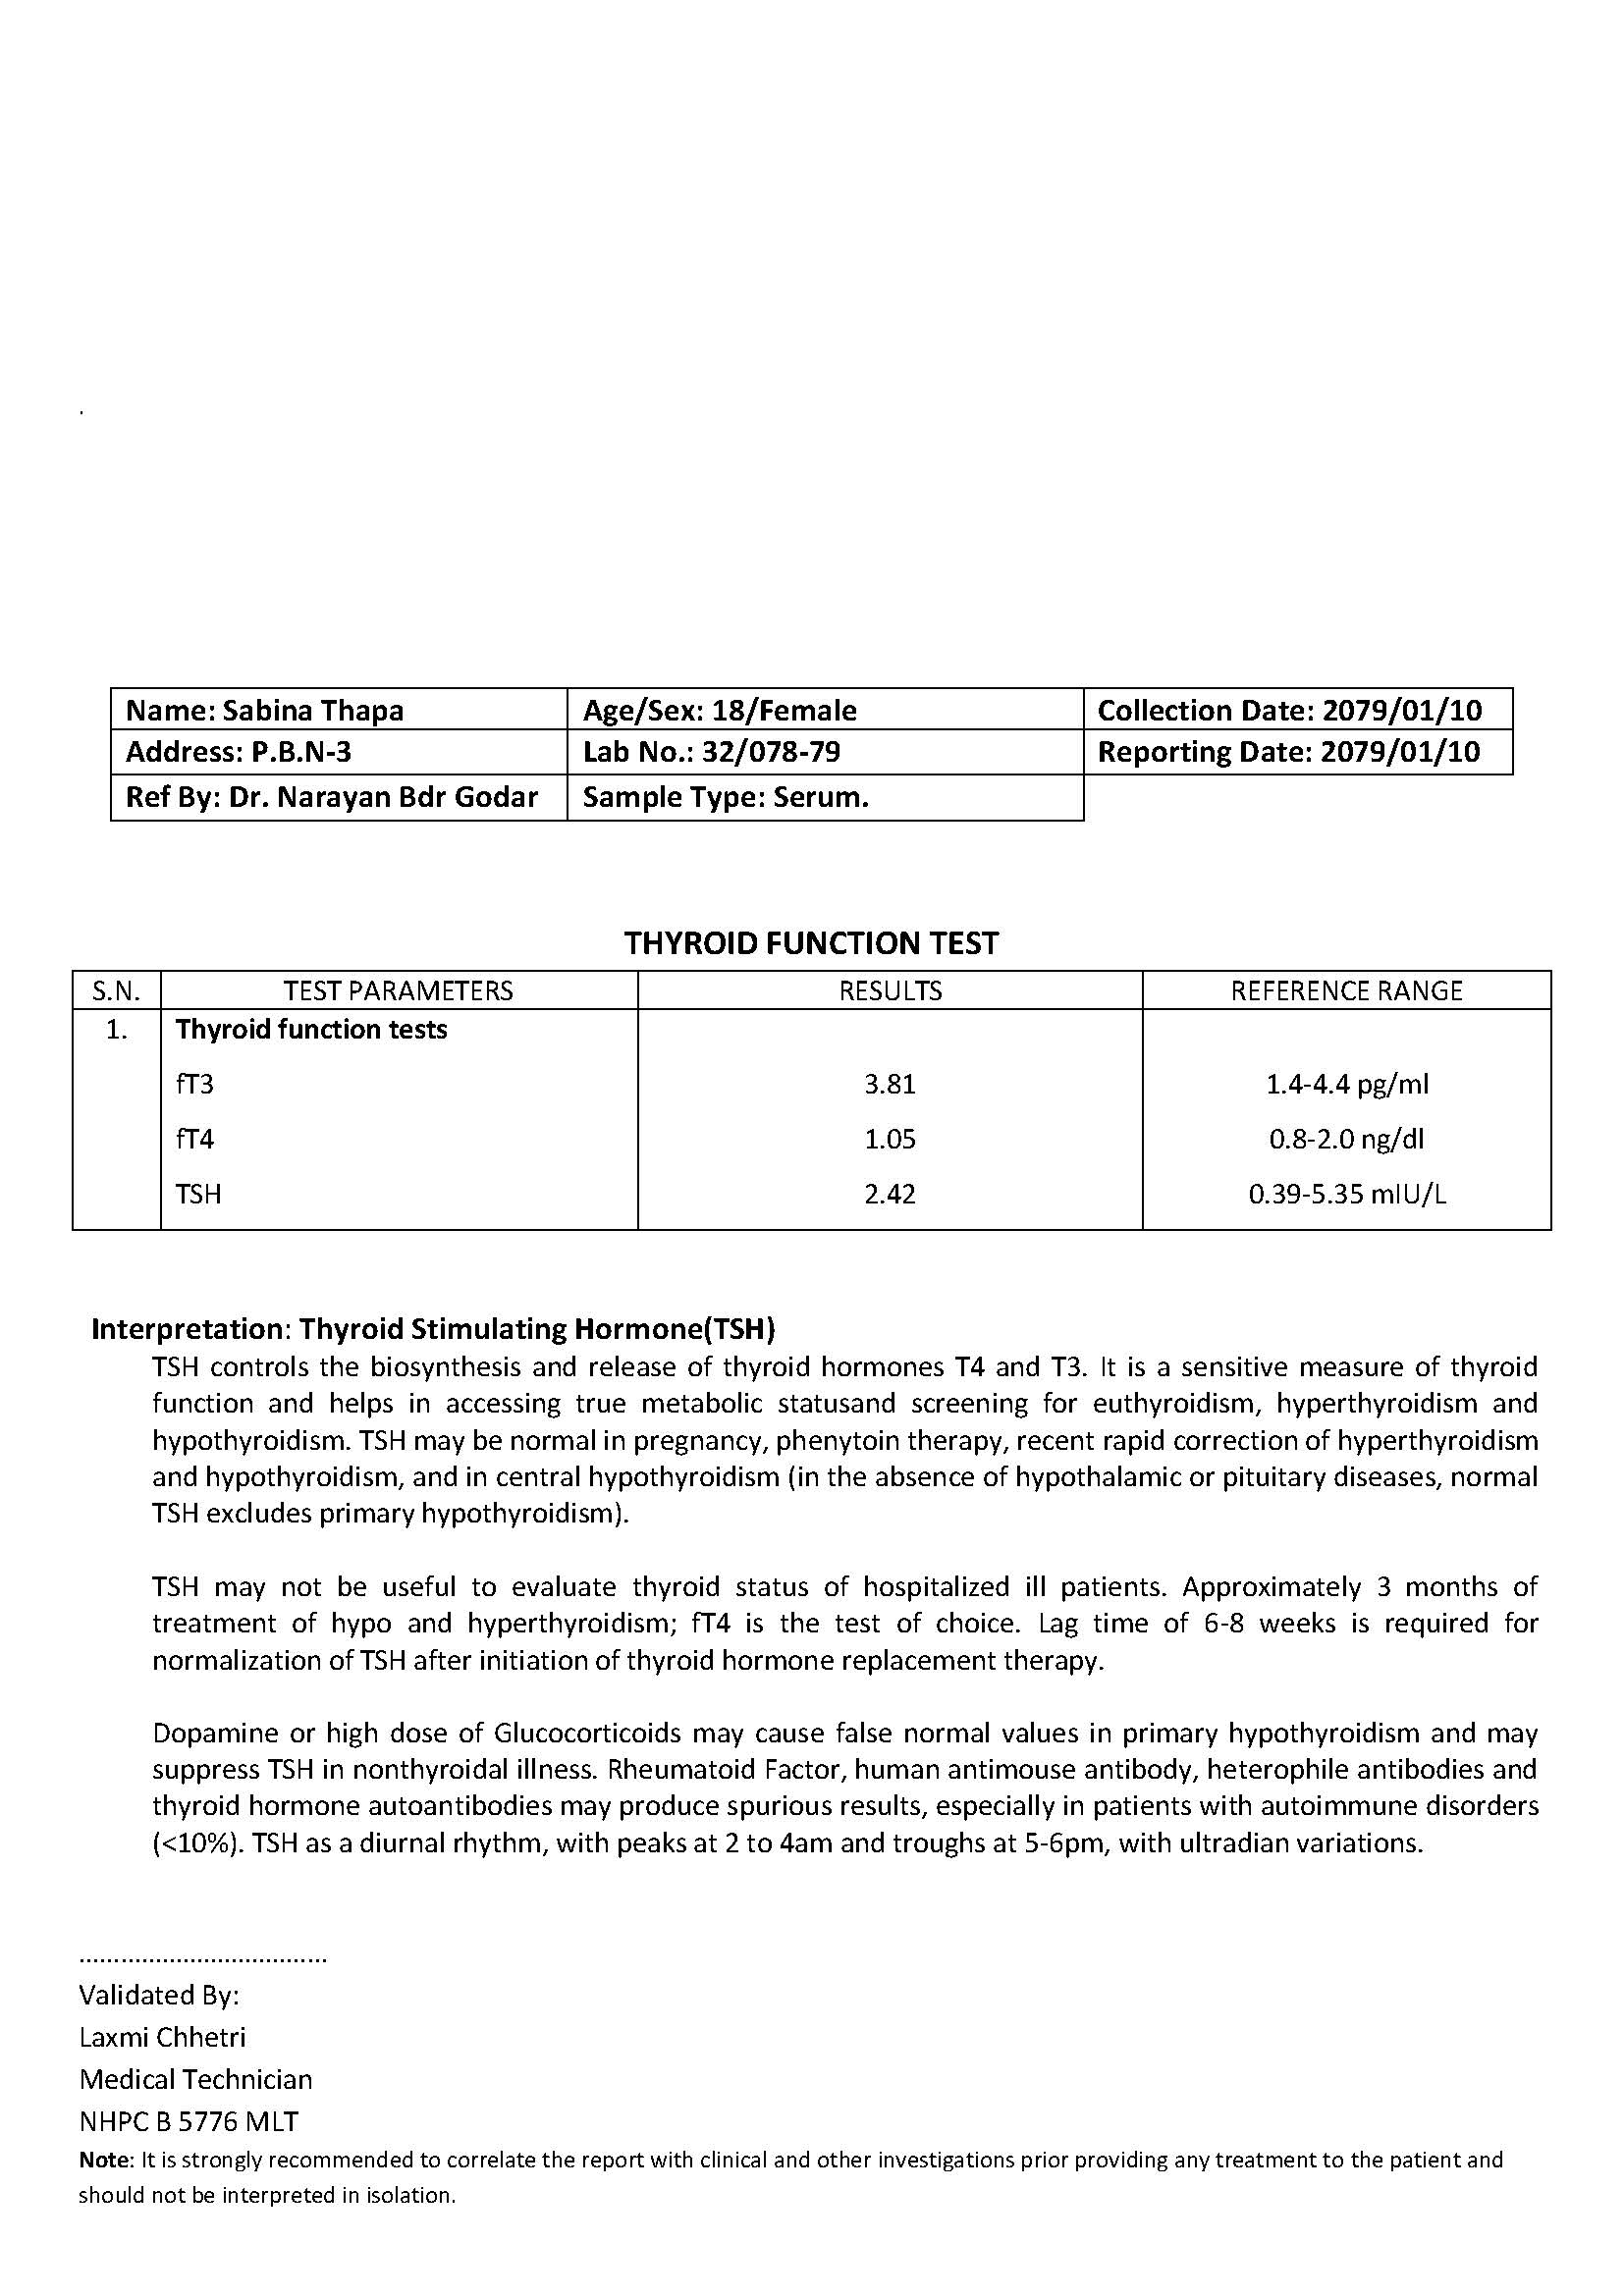 .
Name: Sabina Thapa Age/Sex: 18/Female Collection Date: 2079/01/10
Address: P.B.N-3 Lab No.: 32/078-79 Reporting Date: 2079/01/10
Ref By: Dr. Narayan Bdr Godar Sample Type: Serum.
THYROID FUNCTION TEST
S.N. TEST PARAMETERS RESULTS REFERENCE RANGE
1. Thyroid function tests
fT3 3.81 1.4-4.4 pg/ml
fT4 1.05 0.8-2.0 ng/dl
TSH 2.42 0.39-5.35 mIU/L
Interpretation: Thyroid Stimulating Hormone(TSH)
TSH controls the biosynthesis and release of thyroid hormones T4 and T3. It is a sensitive measure of thyroid
function and helps in accessing true metabolic statusand screening for euthyroidism, hyperthyroidism and
hypothyroidism. TSH may be normal in pregnancy, phenytoin therapy, recent rapid correction of hyperthyroidism
and hypothyroidism, and in central hypothyroidism (in the absence of hypothalamic or pituitary diseases, normal
TSH excludes primary hypothyroidism).
TSH may not be useful to evaluate thyroid status of hospitalized ill patients. Approximately 3 months of
treatment of hypo and hyperthyroidism; fT4 is the test of choice. Lag time of 6-8 weeks is required for
normalization of TSH after initiation of thyroid hormone replacement therapy.
Dopamine or high dose of Glucocorticoids may cause false normal values in primary hypothyroidism and may
suppress TSH in nonthyroidal illness. Rheumatoid Factor, human antimouse antibody, heterophile antibodies and
thyroid hormone autoantibodies may produce spurious results, especially in patients with autoimmune disorders
(<10%). TSH as a diurnal rhythm, with peaks at 2 to 4am and troughs at 5-6pm, with ultradian variations.
....................................
Validated By:
Laxmi Chhetri
Medical Technician
NHPC B 5776 MLT
Note: It is strongly recommended to correlate the report with clinical and other investigations prior providing any treatment to the patient and
should not be interpreted in isolation.